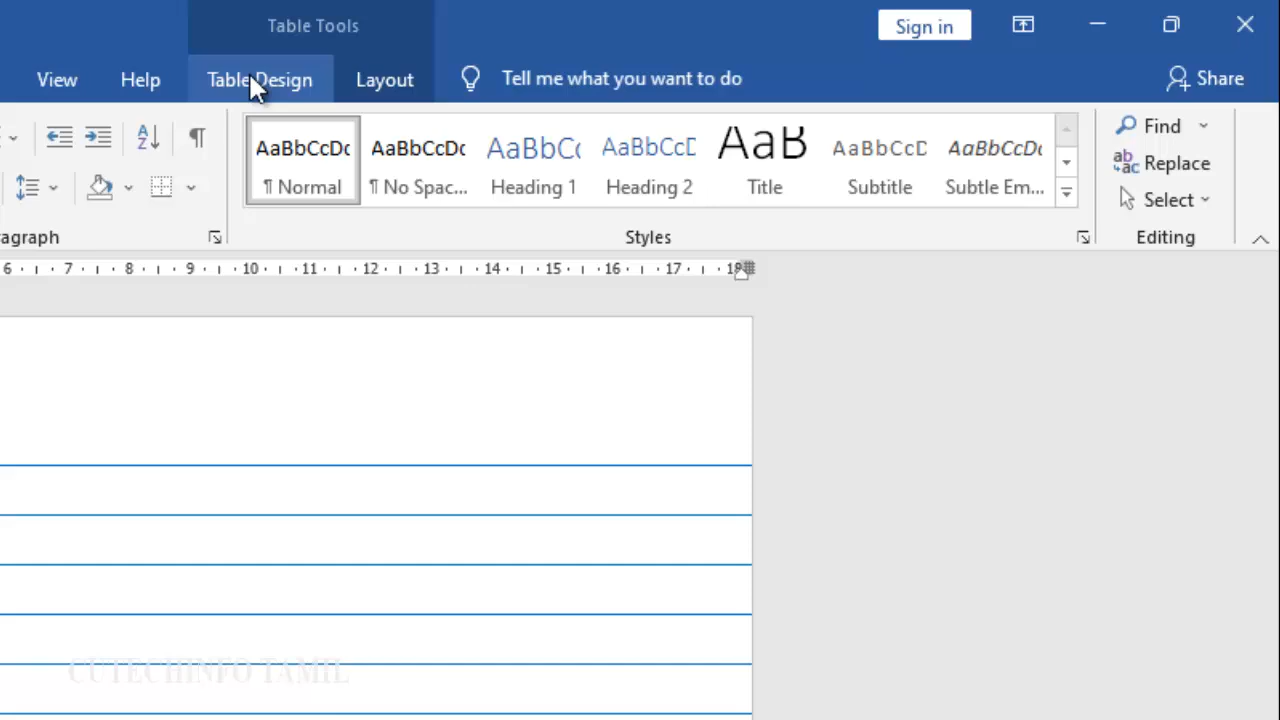 Table Tools
Sign in
View Help Table Design Layout Tell me what you want to do Share
AaBbCcDc AaBbCcDc AaBbCc AaBbCcD AaB AaBbCcD AaBbCcDc
¶ Normal ¶ No Spac... Heading 1 Heading 2 Title Subtitle Subtle Em...
Find
Replace
Select
agraph Styles Editing
6 7 8 9 10 11 12 13 14 15 16 17 18
CUTECHINFO TAMIL